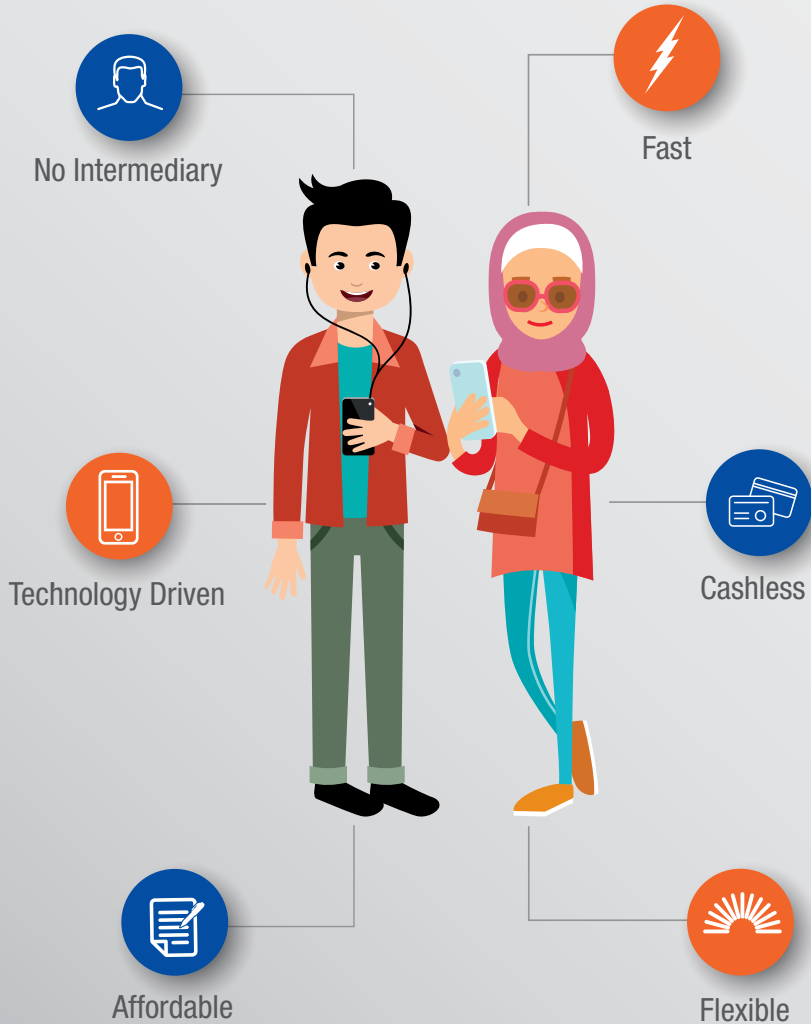 No Intermediary
Fast
Technology Driven
Cashless
Affordable
Flexible